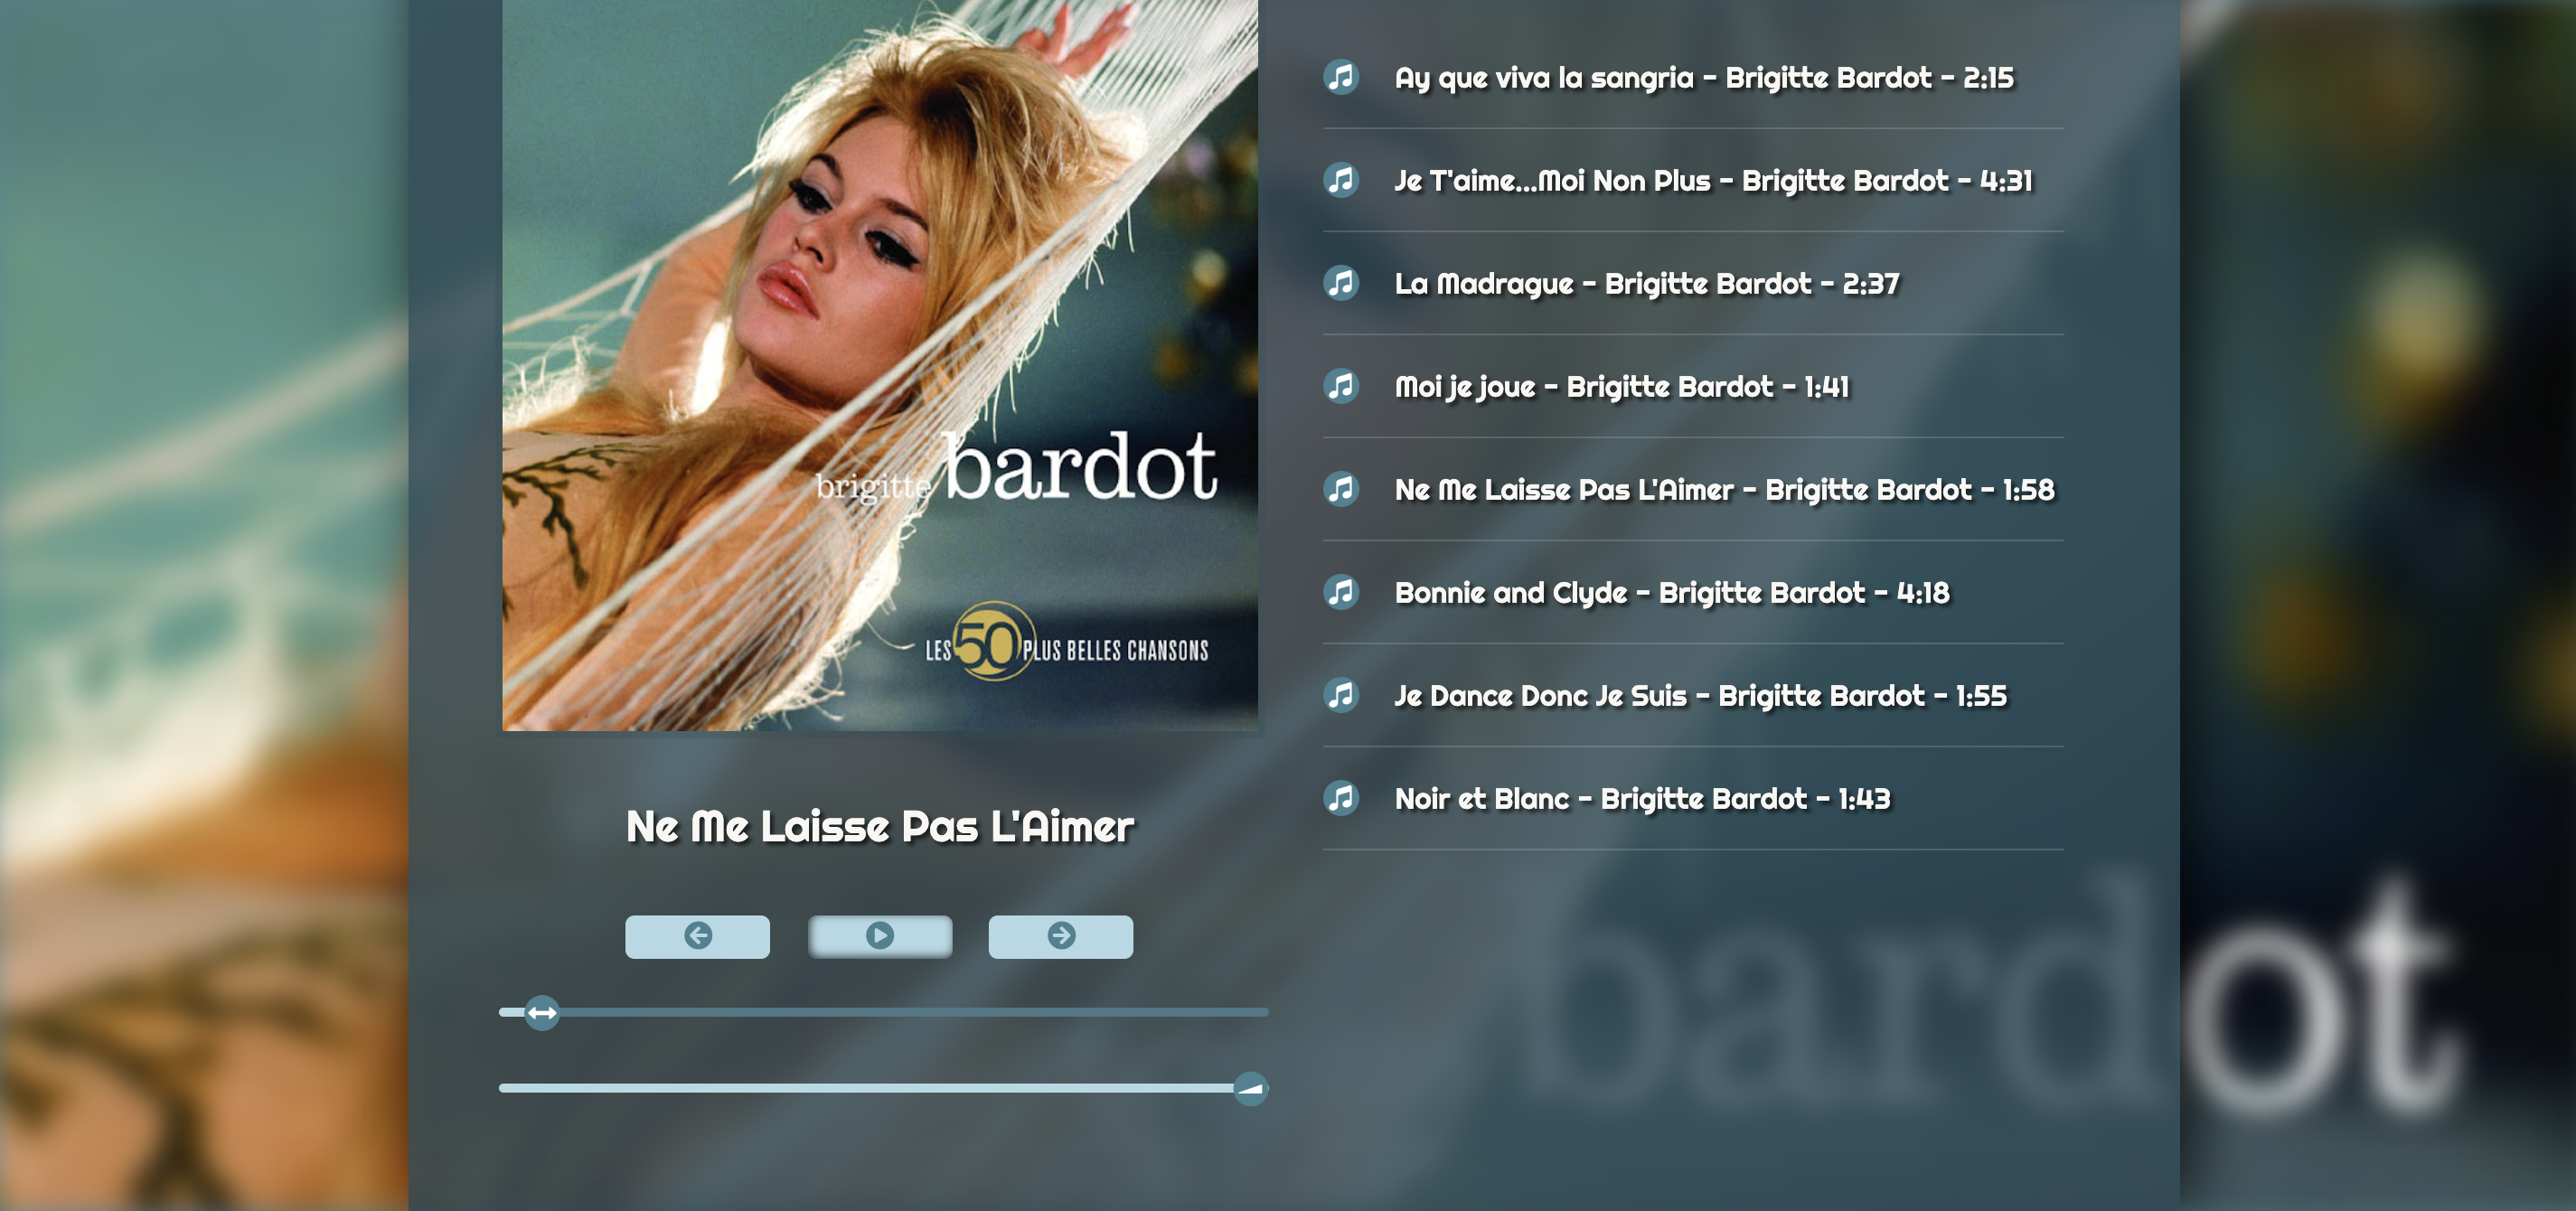 brigitte bardot
LES 50 PLUS BELLES CHANSONS
Ne Me Laisse Pas L'Aimer
Ay que viva la sangria - Brigitte Bardot - 2:15
Je T'aime...Moi Non Plus - Brigitte Bardot - 4:31
La Madrague - Brigitte Bardot - 2:37
Moi je joue - Brigitte Bardot - 1:41
Ne Me Laisse Pas L'Aimer - Brigitte Bardot - 1:58
Bonnie and Clyde - Brigitte Bardot - 4:18
Je Dance Donc Je Suis - Brigitte Bardot - 1:55
Noir et Blanc - Brigitte Bardot - 1:43
bardot